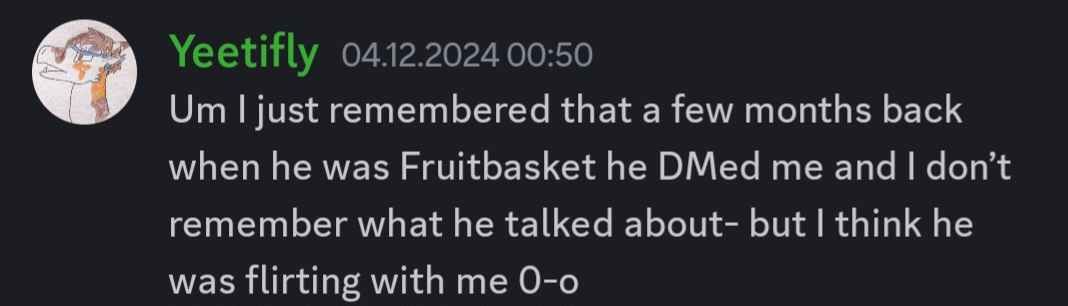 Yeetifly 04.12.2024 00:50
Um I just remembered that a few months back
when he was Fruitbasket he DMed me and I don’t
remember what he talked about- but I think he
was flirting with me 0-o